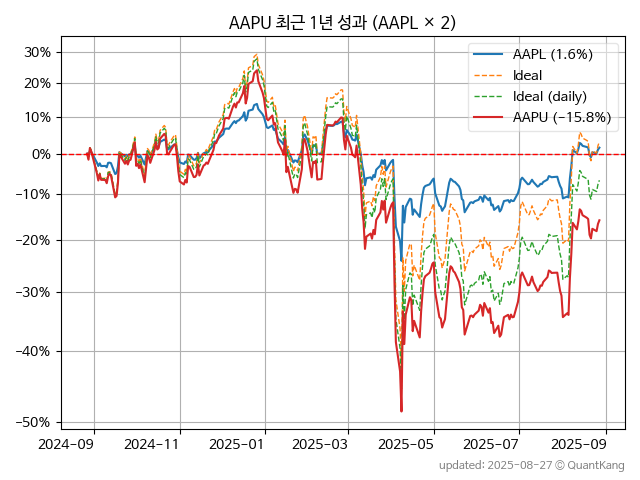 AAPU 최근 1년 성과 (AAPL × 2)
30%
20%
10%
0%
−10%
−20%
−30%
−40%
−50%
AAPL (1.6%)
Ideal
Ideal (daily)
AAPU (−15.8%)
2024−09
2024−11
2025−01
2025−03
2025−05
2025−07
2025−09
updated: 2025−08−27 © QuantKang